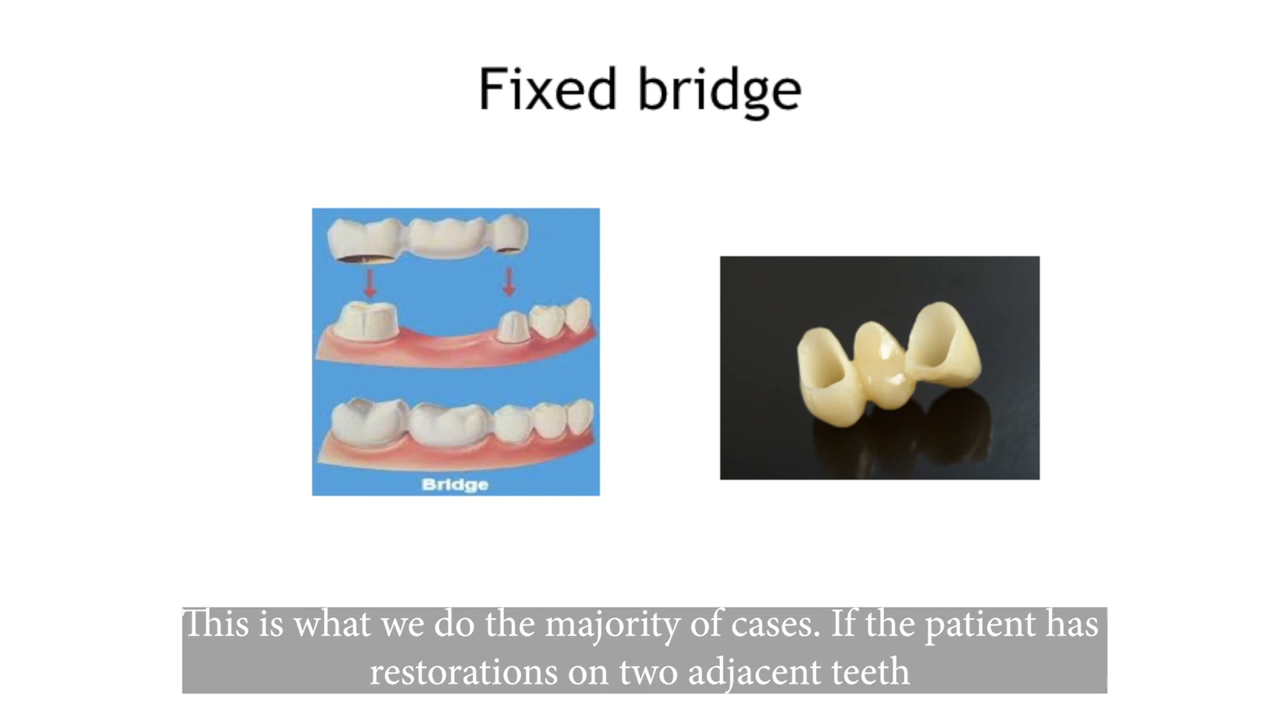 Fixed bridge
Bridge
This is what we do the majority of cases. If the patient has
restorations on two adjacent teeth